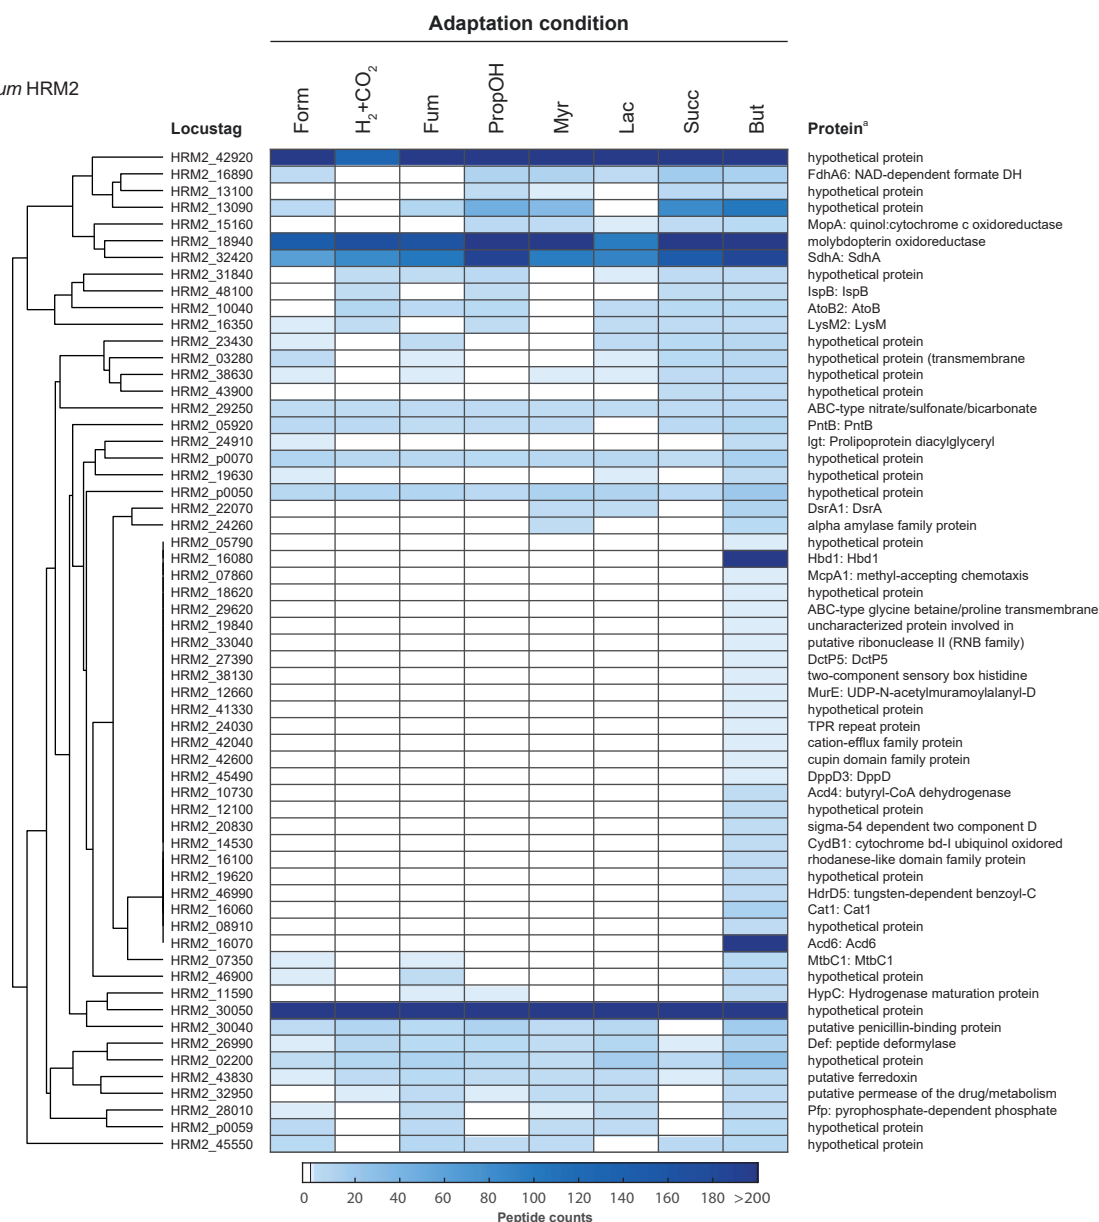 Adaptation condition
um HRM2
Locustag Form H2+CO2 Fum PropOH Myr Lac Succ But Proteina
HRM2_42920 hypothetical protein
HRM2_16890 FdhA6: NAD-dependent formate DH
HRM2_13100 hypothetical protein
HRM2_13090 hypothetical protein
HRM2_15160 MopA: quinol:cytochrome c oxidoreductase
HRM2_18940 molybdopterin oxidoreductase
HRM2_32420 SdhA: SdhA
HRM2_31840 hypothetical protein
HRM2_48100 IspB: IspB
HRM2_10040 AtoB2: AtoB
HRM2_16350 LysM2: LysM
HRM2_23430 hypothetical protein
HRM2_03280 hypothetical protein (transmembrane
HRM2_38630 hypothetical protein
HRM2_43900 hypothetical protein
HRM2_29250 ABC-type nitrate/sulfonate/bicarbonate
HRM2_05920 PntB: PntB
HRM2_24910 lgt: Prolipoprotein diacylglyceryl
HRM2_p0070 hypothetical protein
HRM2_19630 hypothetical protein
HRM2_p0050 hypothetical protein
HRM2_22070 DsrA1: DsrA
HRM2_24260 alpha amylase family protein
HRM2_05790 hypothetical protein
HRM2_16080 Hbd1: Hbd1
HRM2_07860 McpA1: methyl-accepting chemotaxis
HRM2_18620 hypothetical protein
HRM2_29620 ABC-type glycine betaine/proline transmembrane
HRM2_19840 uncharacterized protein involved in
HRM2_33040 putative ribonuclease II (RNB family)
HRM2_27390 DctP5: DctP5
HRM2_38130 two-component sensory box histidine
HRM2_12660 MurE: UDP-N-acetylmuramoylalanyl-D
HRM2_41330 hypothetical protein
HRM2_24030 TPR repeat protein
HRM2_42040 cation-efflux family protein
HRM2_42600 cupin domain family protein
HRM2_45490 DppD3: DppD
HRM2_10730 Acd4: butyryl-CoA dehydrogenase
HRM2_12100 hypothetical protein
HRM2_20830 sigma-54 dependent two component D
HRM2_14530 CydB1: cytochrome bd-I ubiquinol oxidored
HRM2_16100 rhodanese-like domain family protein
HRM2_19620 hypothetical protein
HRM2_46990 HdrD5: tungsten-dependent benzoyl-C
HRM2_16060 Cat1: Cat1
HRM2_08910 hypothetical protein
HRM2_16070 Acd6: Acd6
HRM2_07350 MtbC1: MtbC1
HRM2_46900 hypothetical protein
HRM2_11590 HypC: Hydrogenase maturation protein
HRM2_30050 hypothetical protein
HRM2_30040 putative penicillin-binding protein
HRM2_26990 Def: peptide deformylase
HRM2_02200 hypothetical protein
HRM2_43830 putative ferredoxin
HRM2_32950 putative permease of the drug/metabolism
HRM2_28010 Pfp: pyrophosphate-dependent phosphate
HRM2_p0059 hypothetical protein
HRM2_45550 hypothetical protein
0 20 40 60 80 100 120 140 160 180 >200
Peptide counts